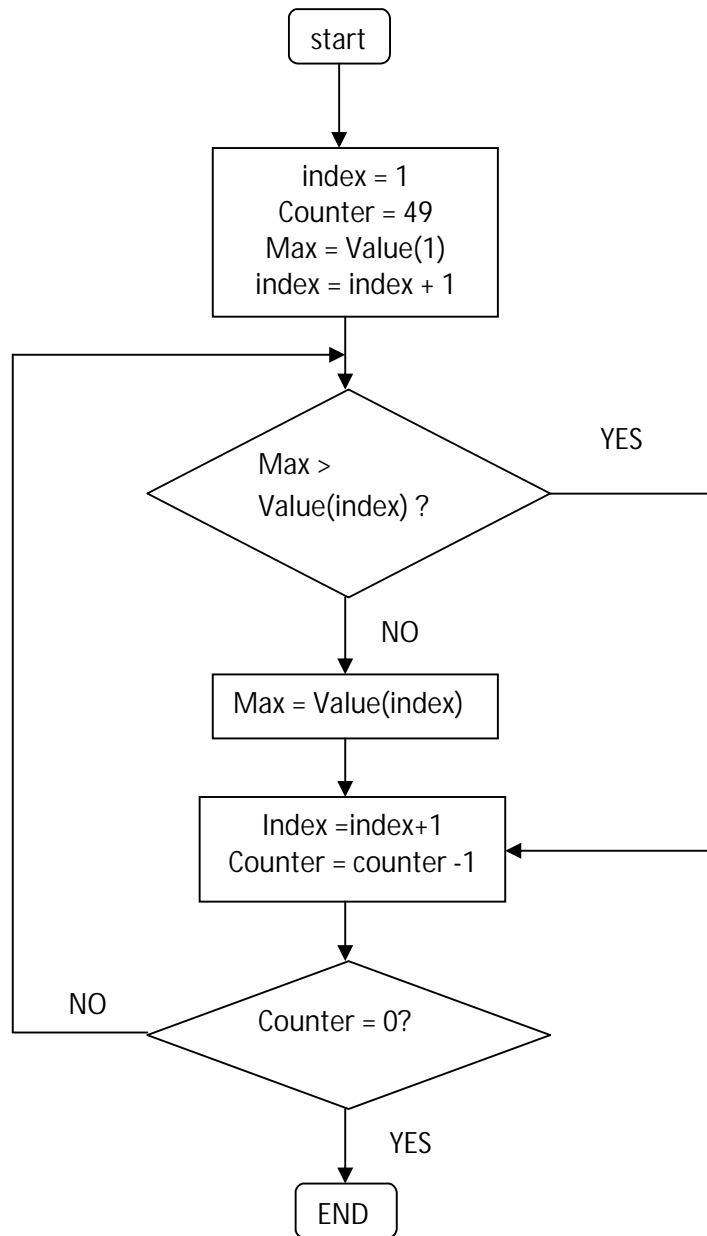 start
index = 1
Counter = 49
Max = Value(1)
index = index + 1
Max >
Value(index) ?
YES
NO
Max = Value(index)
Index =index+1
Counter = counter -1
Counter = 0?
NO
YES
END